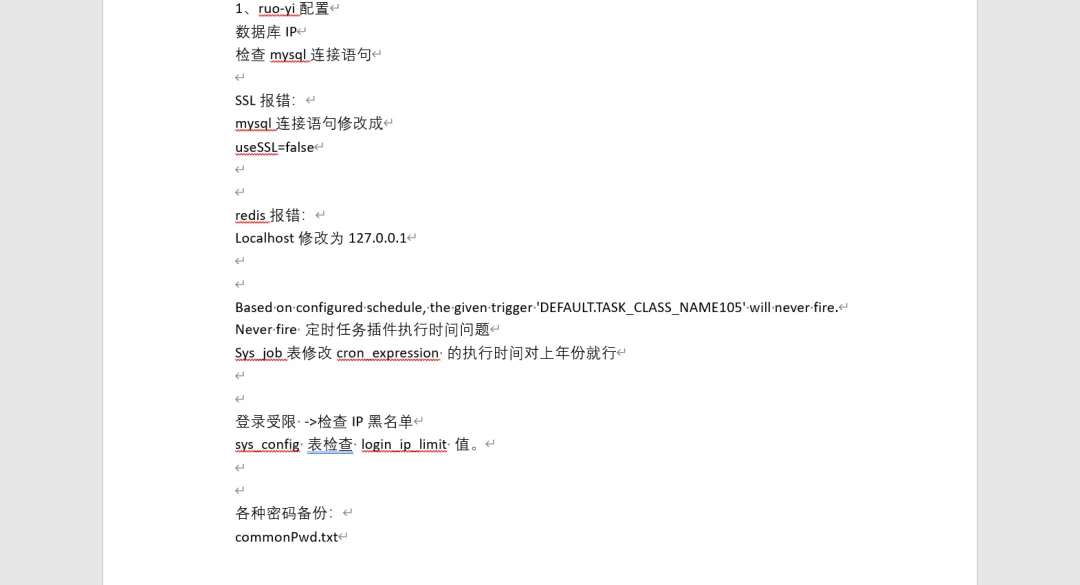 1、ruo-yi 配置
数据库 IP
检查 mysql 连接语句
SSL 报错：
mysql 连接语句修改成
useSSL=false
redis 报错：
Localhost 修改为 127.0.0.1
Based on configured schedule, the given trigger 'DEFAULT.TASK_CLASS_NAME105' will never fire.
Never fire 定时任务插件执行时间问题
Sys_job 表修改 cron_expression 的执行时间对上年份就行
登录受限 ->检查 IP 黑名单
sys_config 表检查 login_ip_limit 值。
各种密码备份：
commonPwd.txt